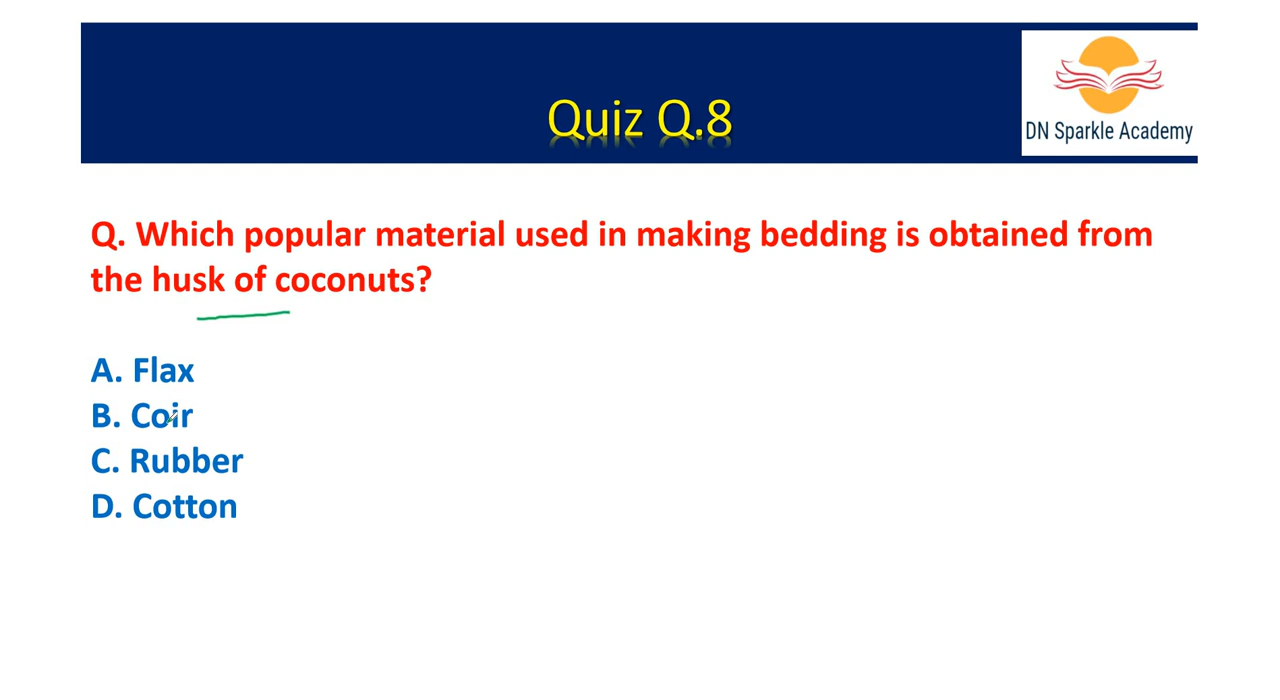 Quiz Q.8
DN Sparkle Academy
Q. Which popular material used in making bedding is obtained from
the husk of coconuts?
A. Flax
B. Coir
C. Rubber
D. Cotton